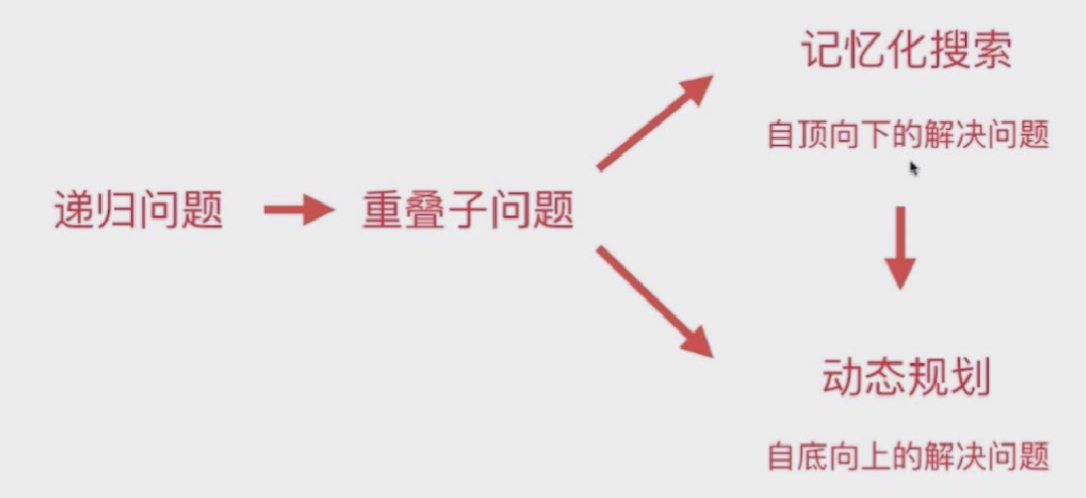 递归问题
重叠子问题
记忆化搜索
自顶向下的解决问题
动态规划
自底向上的解决问题